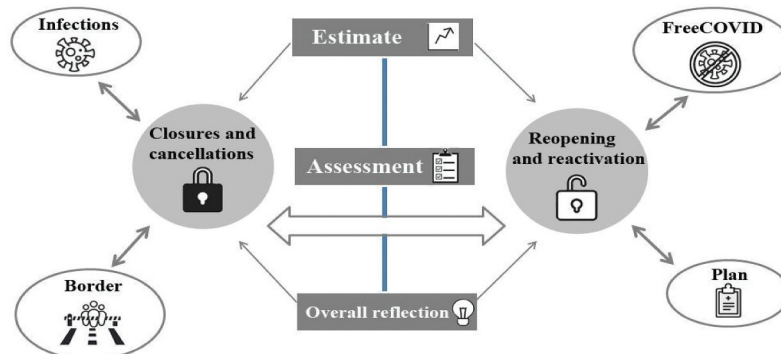 Infections
Estimate
FreeCOVID
Closures and
cancellations
Assessment
Reopening
and reactivation
Border
Overall reflection
Plan